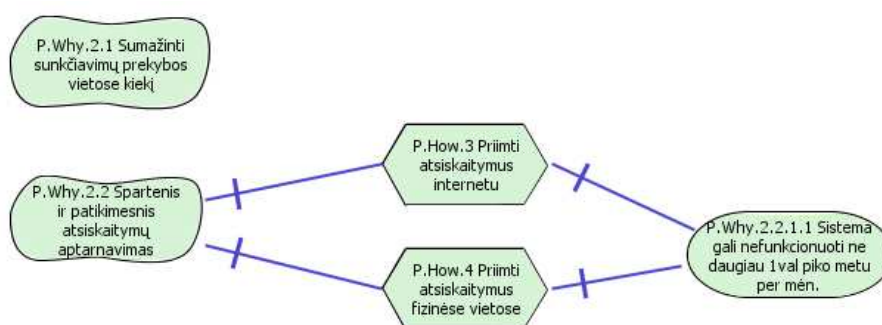 P.Why.2.1 Sumažinti
sunkčiavimų prekybos
vietose kiekį
P.How.3 Priimti
atsiskaitymus
internetu
P.Why.2.2 Spartenis
ir patikimesnis
atsiskaitymų
aptarnavimas
P.Why.2.2.1.1 Sistema
gali nefunkcionuoti ne
daugiau 1val piko metu
per mėn.
P.How.4 Priimti
atsiskaitymus
fizinėse vietose